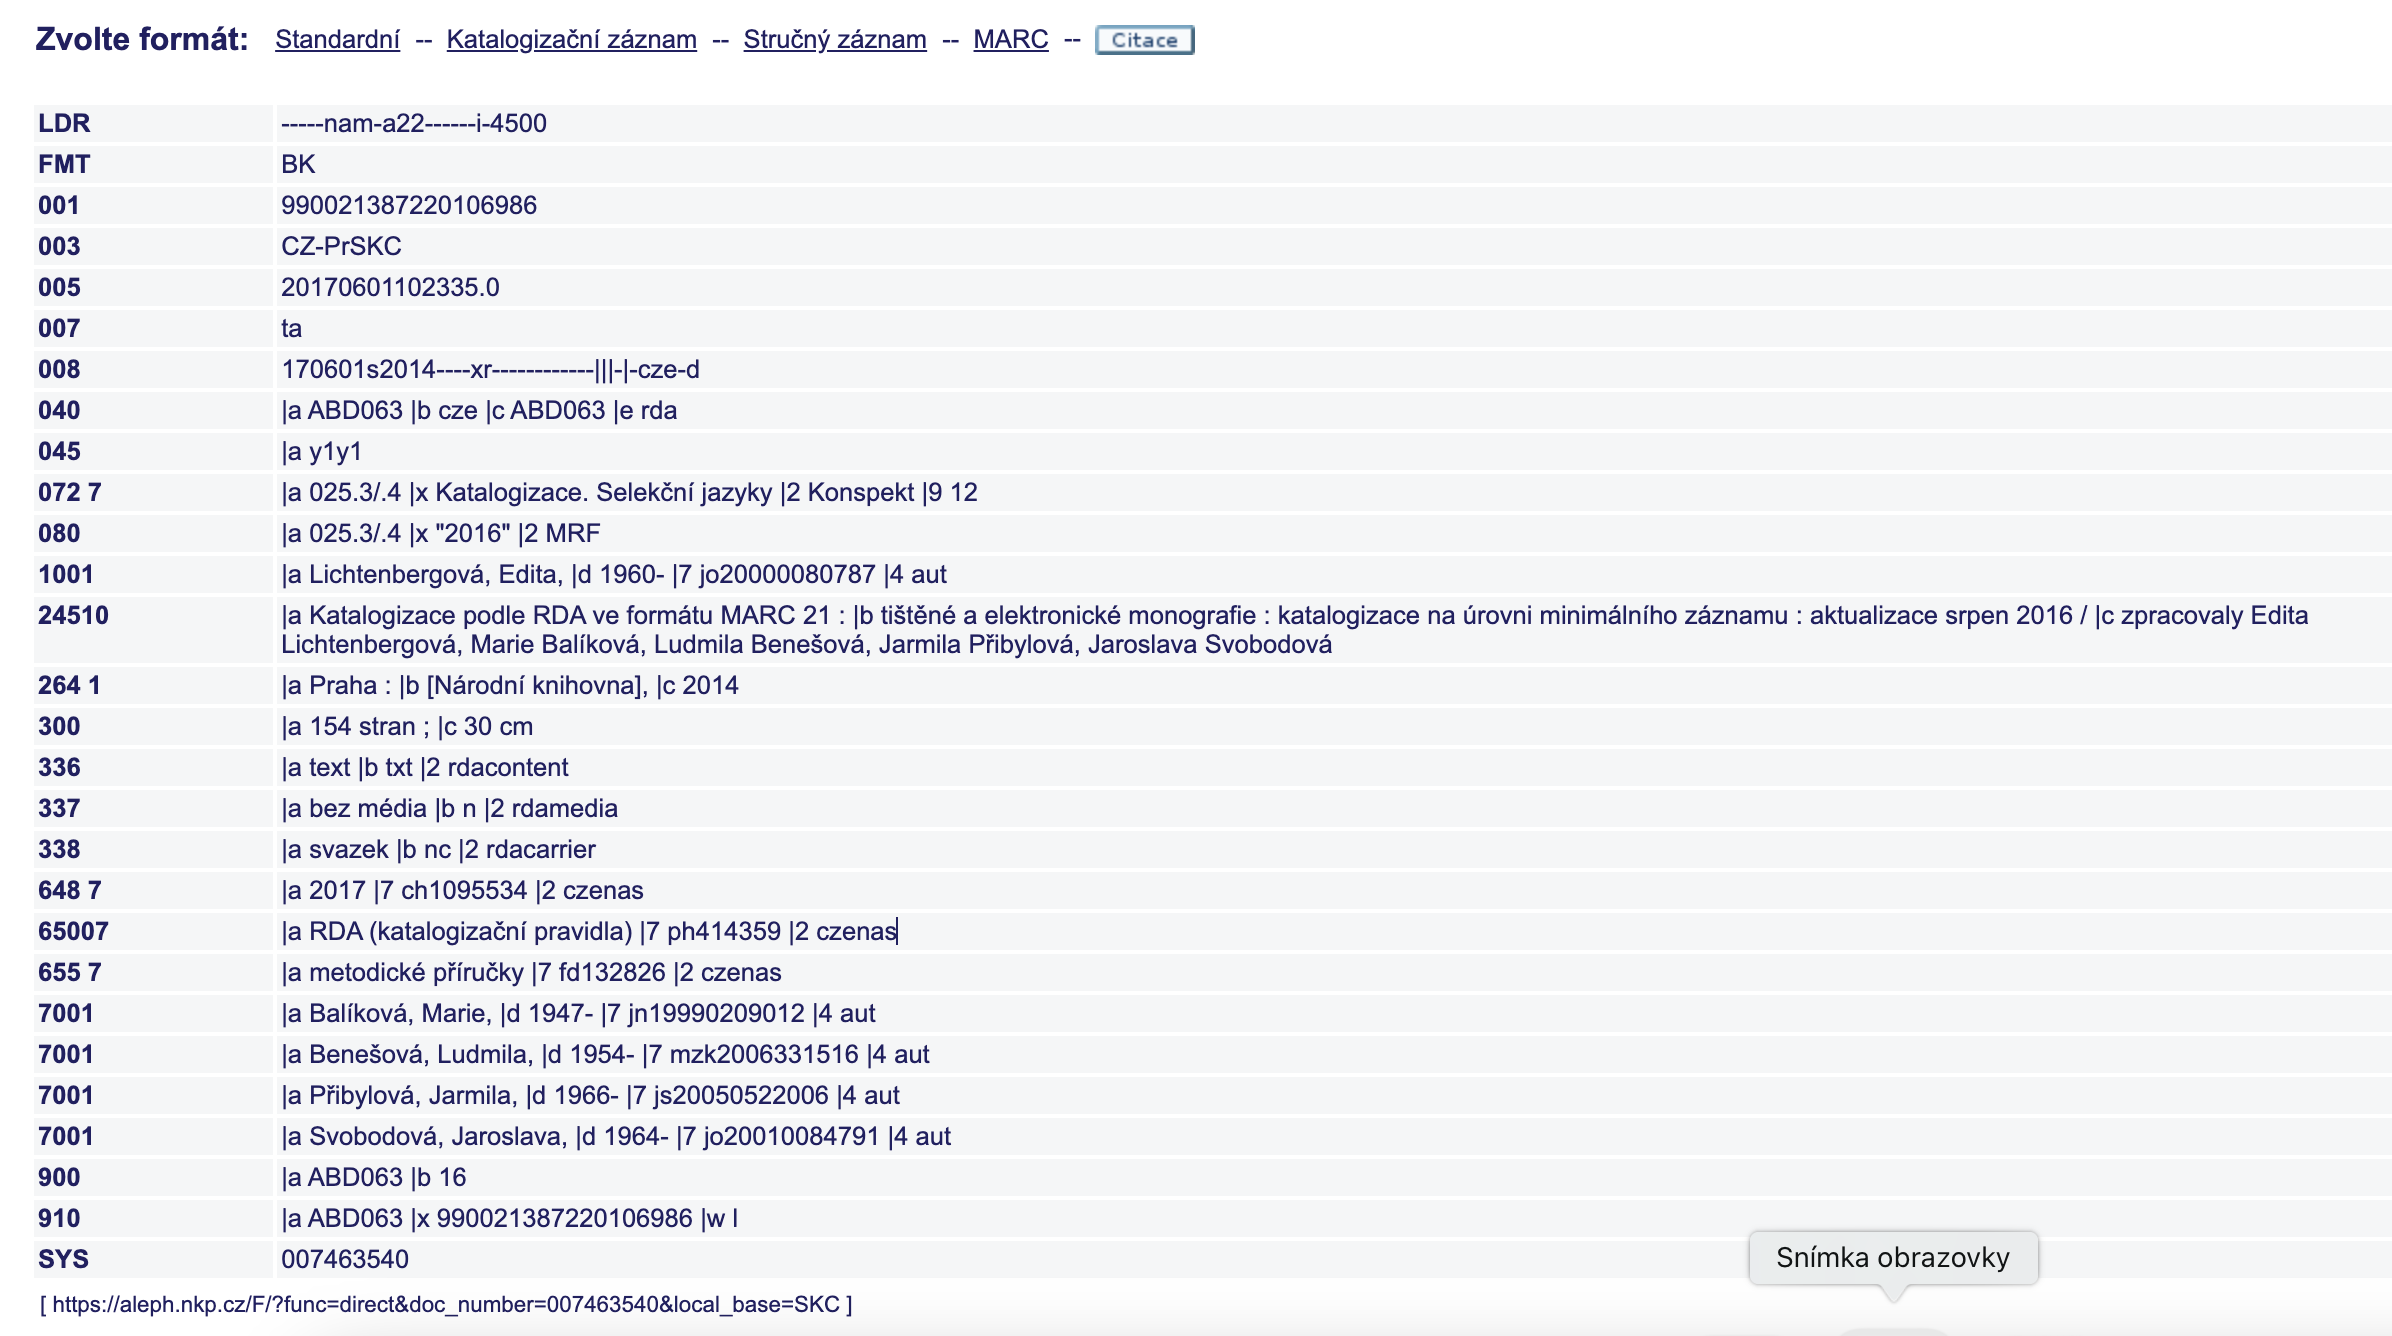 Zvolte formát: Standardní -- Katalogizační záznam -- Stručný záznam -- MARC -- Citace
LDR -----nam-a22------i-4500
FMT BK
001 990021387220106986
003 CZ-PrSKC
005 20170601102335.0
007 ta
008 170601s2014----xr------------|||-|-cze-d
040 |a ABD063 |b cze |c ABD063 |e rda
045 |a y1y1
072 7 |a 025.3/.4 |x Katalogizace. Selekční jazyky |2 Konspekt |9 12
080 |a 025.3/.4 |x "2016" |2 MRF
1001 |a Lichtenbergová, Edita, |d 1960- |7 jo20000080787 |4 aut
24510 |a Katalogizace podle RDA ve formátu MARC 21 : |b tištěné a elektronické monografie : katalogizace na úrovni minimálního záznamu : aktualizace srpen 2016 / |c zpracovaly Edita
Lichtenbergová, Marie Balíková, Ludmila Benešová, Jarmila Přibylová, Jaroslava Svobodová
264 1 |a Praha : |b [Národní knihovna], |c 2014
300 |a 154 stran ; |c 30 cm
336 |a text |b txt |2 rdacontent
337 |a bez média |b n |2 rdamedia
338 |a svazek |b nc |2 rdacarrier
648 7 |a 2017 |7 ch1095534 |2 czenas
65007 |a RDA (katalogizační pravidla) |7 ph414359 |2 czenas
655 7 |a metodické příručky |7 fd132826 |2 czenas
7001 |a Balíková, Marie, |d 1947- |7 jn19990209012 |4 aut
7001 |a Benešová, Ludmila, |d 1954- |7 mzk2006331516 |4 aut
7001 |a Přibylová, Jarmila, |d 1966- |7 js20050522006 |4 aut
7001 |a Svobodová, Jaroslava, |d 1964- |7 jo20010084791 |4 aut
900 |a ABD063 |b 16
910 |a ABD063 |x 990021387220106986 |w l
SYS 007463540
Snímka obrazovky
[ https://aleph.nkp.cz/F/?func=direct&doc_number=007463540&local_base=SKC ]